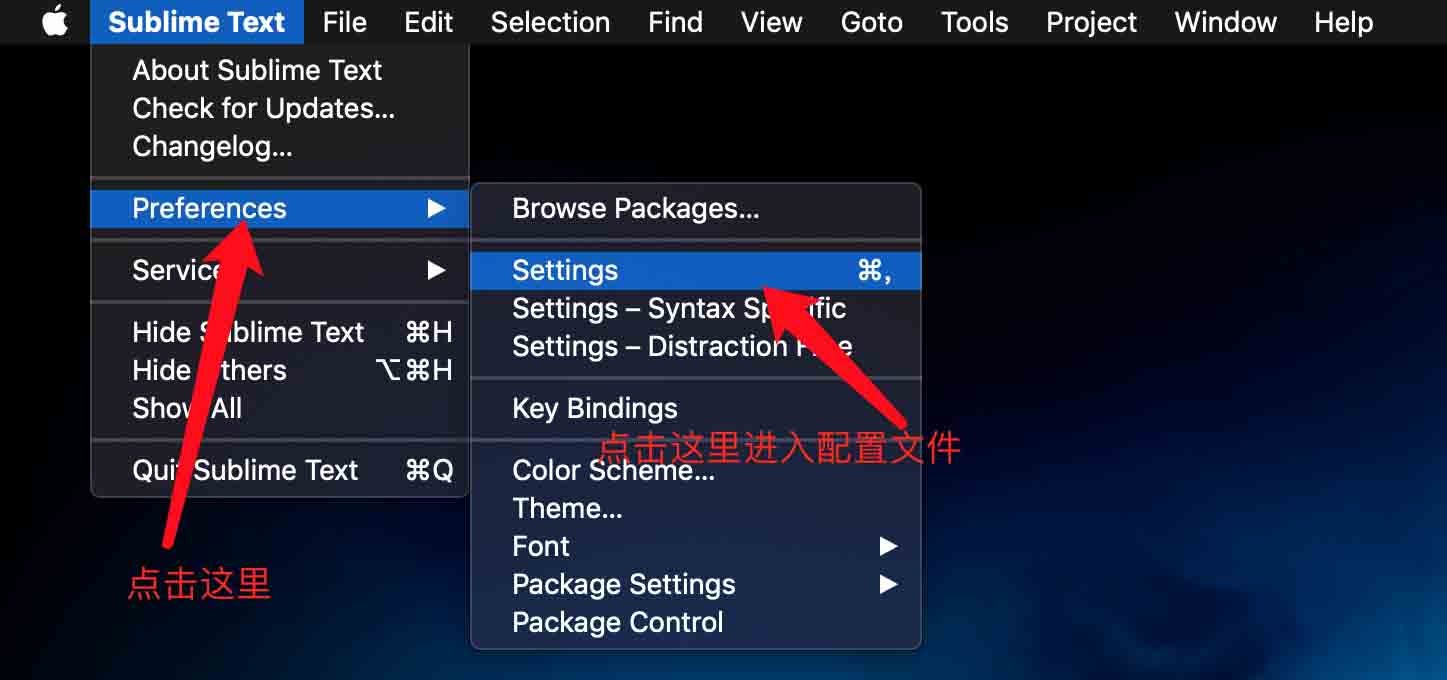 Sublime Text File Edit Selection Find View Goto Tools Project Window Help
About Sublime Text
Check for Updates...
Changelog...
Preferences ▶
Hide Sublime Text ⌘H
Hide Others ⌥⌘H
Show All
Quit Sublime Text ⌘Q
点击这里
Browse Packages...
Settings ⌘,
Settings – Syntax Specific
Settings – Distraction Free
Key Bindings
点击这里进入配置文件
Color Scheme...
Theme...
Font ▶
Package Settings ▶
Package Control